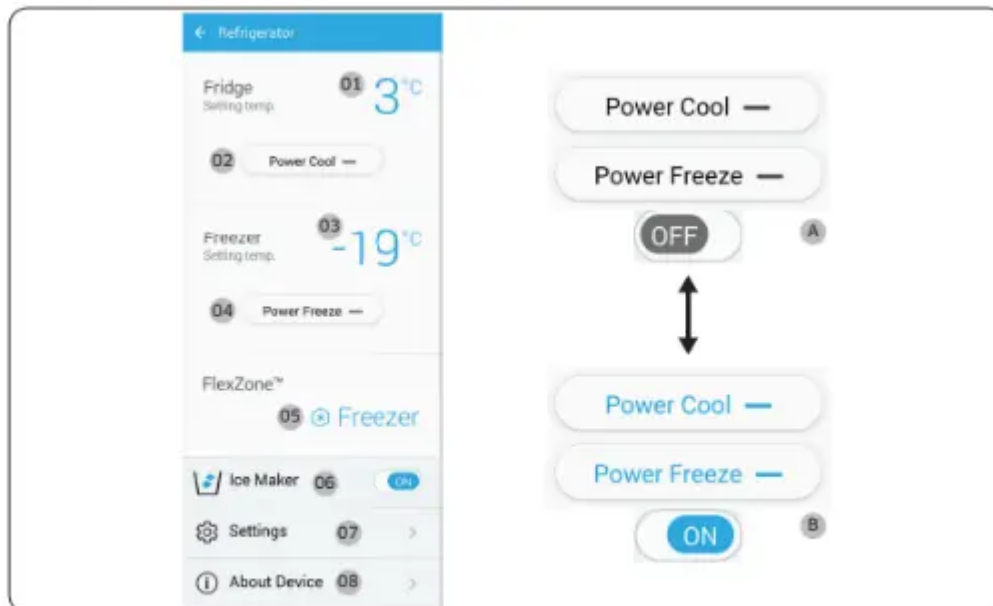 ← Refrigerator
Fridge 01 3°C
Setting temp.
02 Power Cool —
Freezer 03 -19°C
Setting temp.
04 Power Freeze —
FlexZone™
05 Freezer
Ice Maker 06 ON
Settings 07 >
About Device 08 >
Power Cool —
Power Freeze —
OFF A
Power Cool —
Power Freeze —
ON B